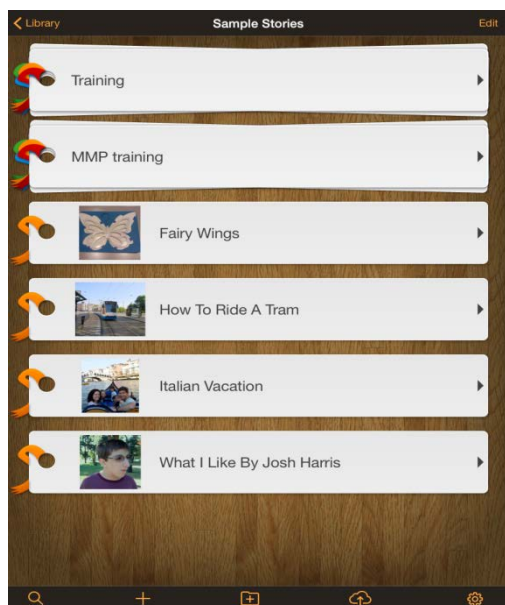 Library
Sample Stories
Edit
Training
MMP training
Fairy Wings
How To Ride A Tram
Italian Vacation
What I Like By Josh Harris